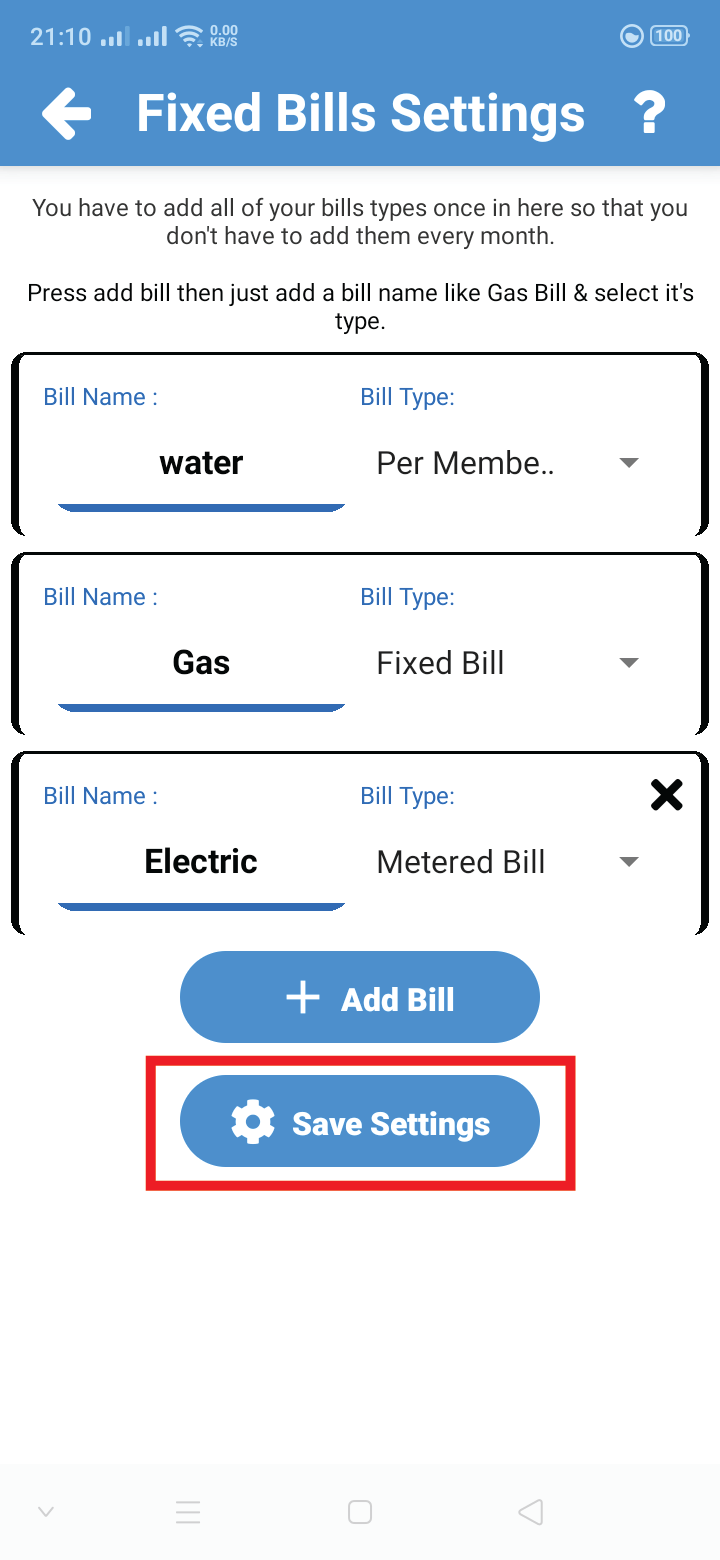 21:10 0.00 KB/S 100
Fixed Bills Settings ?
You have to add all of your bills types once in here so that you
don't have to add them every month.
Press add bill then just add a bill name like Gas Bill & select it's
type.
Bill Name : Bill Type:
water Per Membe..
Bill Name : Bill Type:
Gas Fixed Bill
Bill Name : Bill Type:
Electric Metered Bill
Add Bill
Save Settings